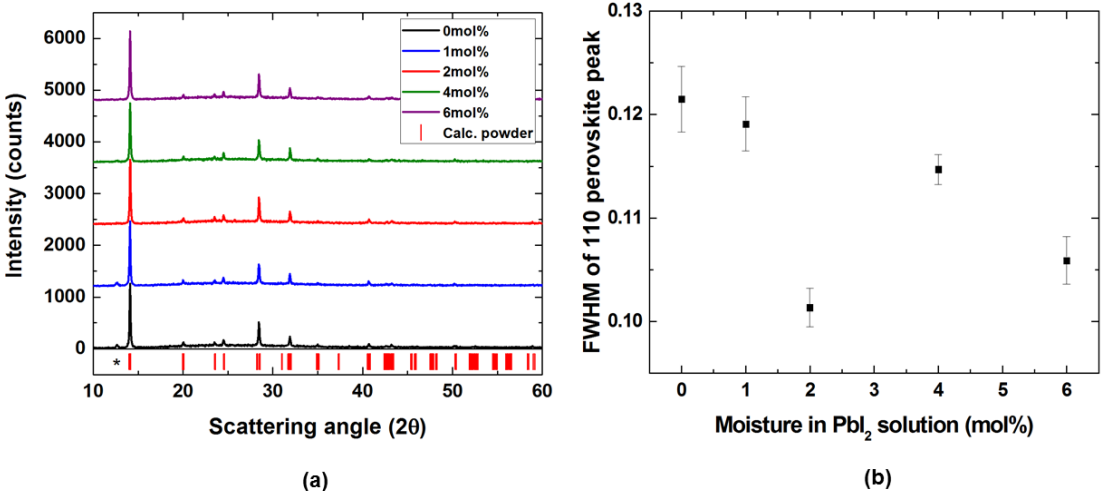 (a)
Intensity (counts)
6000
5000
4000
3000
2000
1000
0
0mol%
1mol%
2mol%
4mol%
6mol%
Calc. powder
*
10 20 30 40 50 60
Scattering angle (2θ)
(a)
FWHM of 110 perovskite peak
0.13
0.12
0.11
0.10
0 1 2 3 4 5 6
Moisture in PbI₂ solution (mol%)
(b)